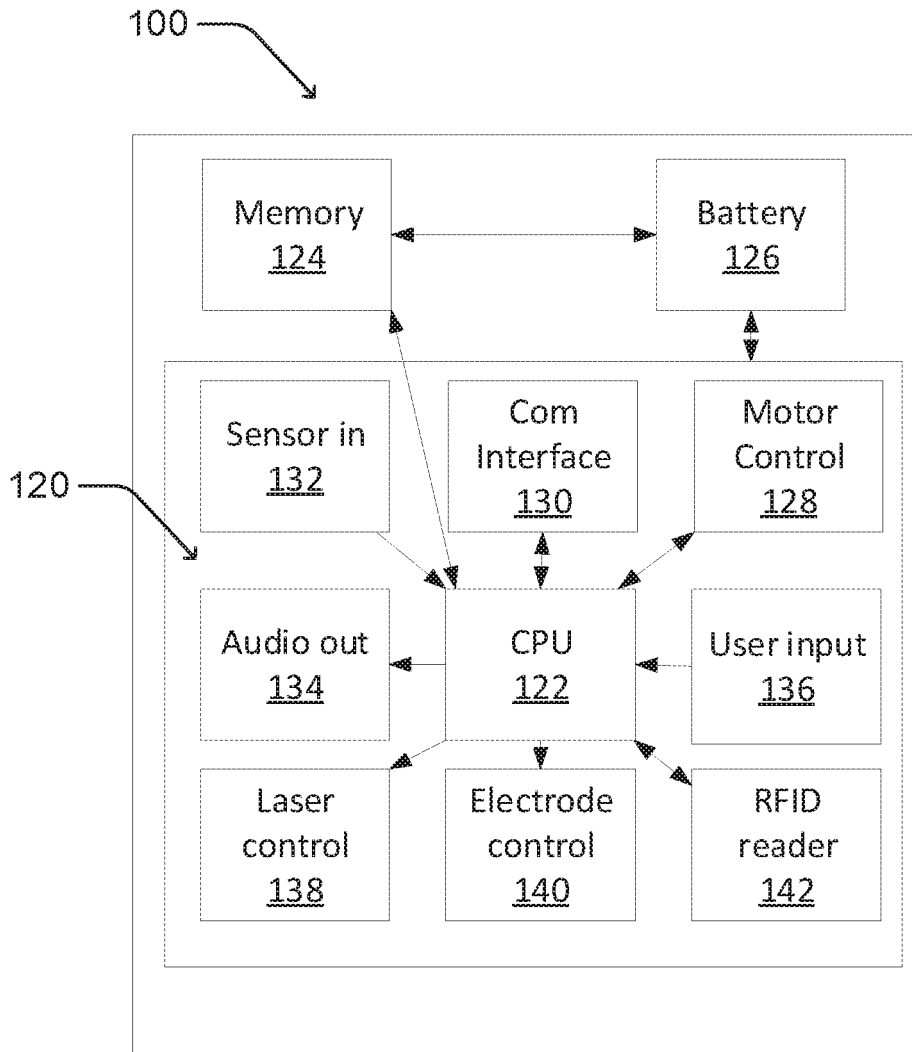 100
Memory
124
Battery
126
Sensor in
132
Com
Interface
130
Motor
Control
128
120
Audio out
134
CPU
122
User input
136
Laser
control
138
Electrode
control
140
RFID
reader
142